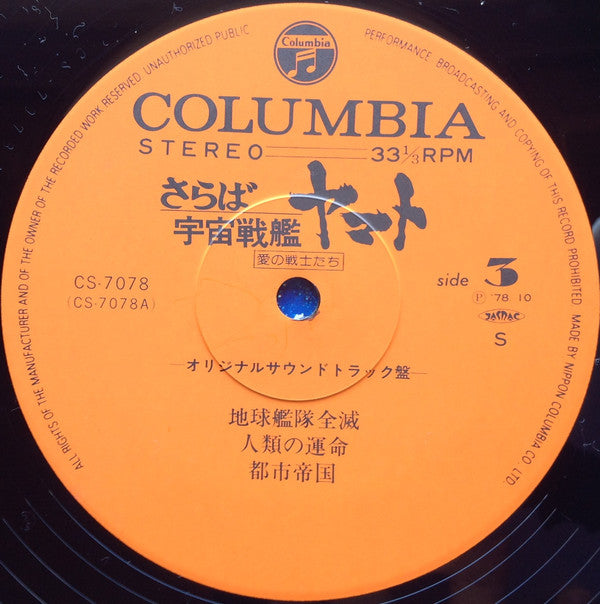 Columbia
COLUMBIA
STEREO 33 1/3 RPM
さらば
宇宙戦艦 ヤマト
愛の戦士たち
CS-7078
(CS-7078A)
side 3
Ⓟ '78 10
JASRAC
S
オリジナルサウンドトラック盤
地球艦隊全滅
人類の運命
都市帝国
ALL RIGHTS OF THE MANUFACTURER AND OF THE OWNER OF THE RECORDED WORK RESERVED UNAUTHORIZED PUBLIC PERFORMANCE BROADCASTING AND COPYING OF THIS RECORD PROHIBITED MADE BY NIPPON COLUMBIA CO. LTD.